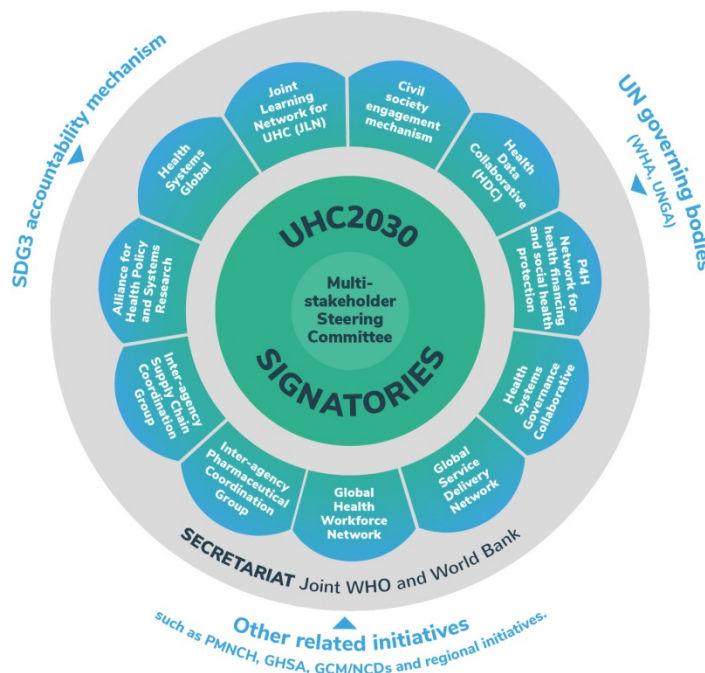 SDG3 accountability mechanism
UN governing bodies
(WHA, UNGA)
Joint
Learning
Network for
UHC (JLN)
Civil
society
engagement
mechanism
Health
Data
Collaborative
(HDC)
P4H
Network for
health financing
and social health
protection
Health
Systems
Governance
Collaborative
Global
Service
Delivery
Network
Global
Health
Workforce
Network
Inter-agency
Pharmaceutical
Coordination
Group
Inter-agency
Supply Chain
Coordination
Group
Alliance for
Health Policy
and Systems
Research
Health
Systems
Global
UHC2030
Multi-
stakeholder
Steering
Committee
SIGNATORIES
SECRETARIAT Joint WHO and World Bank
Other related initiatives
such as PMNCH, GHSA, GCM/NCDs and regional initiatives.